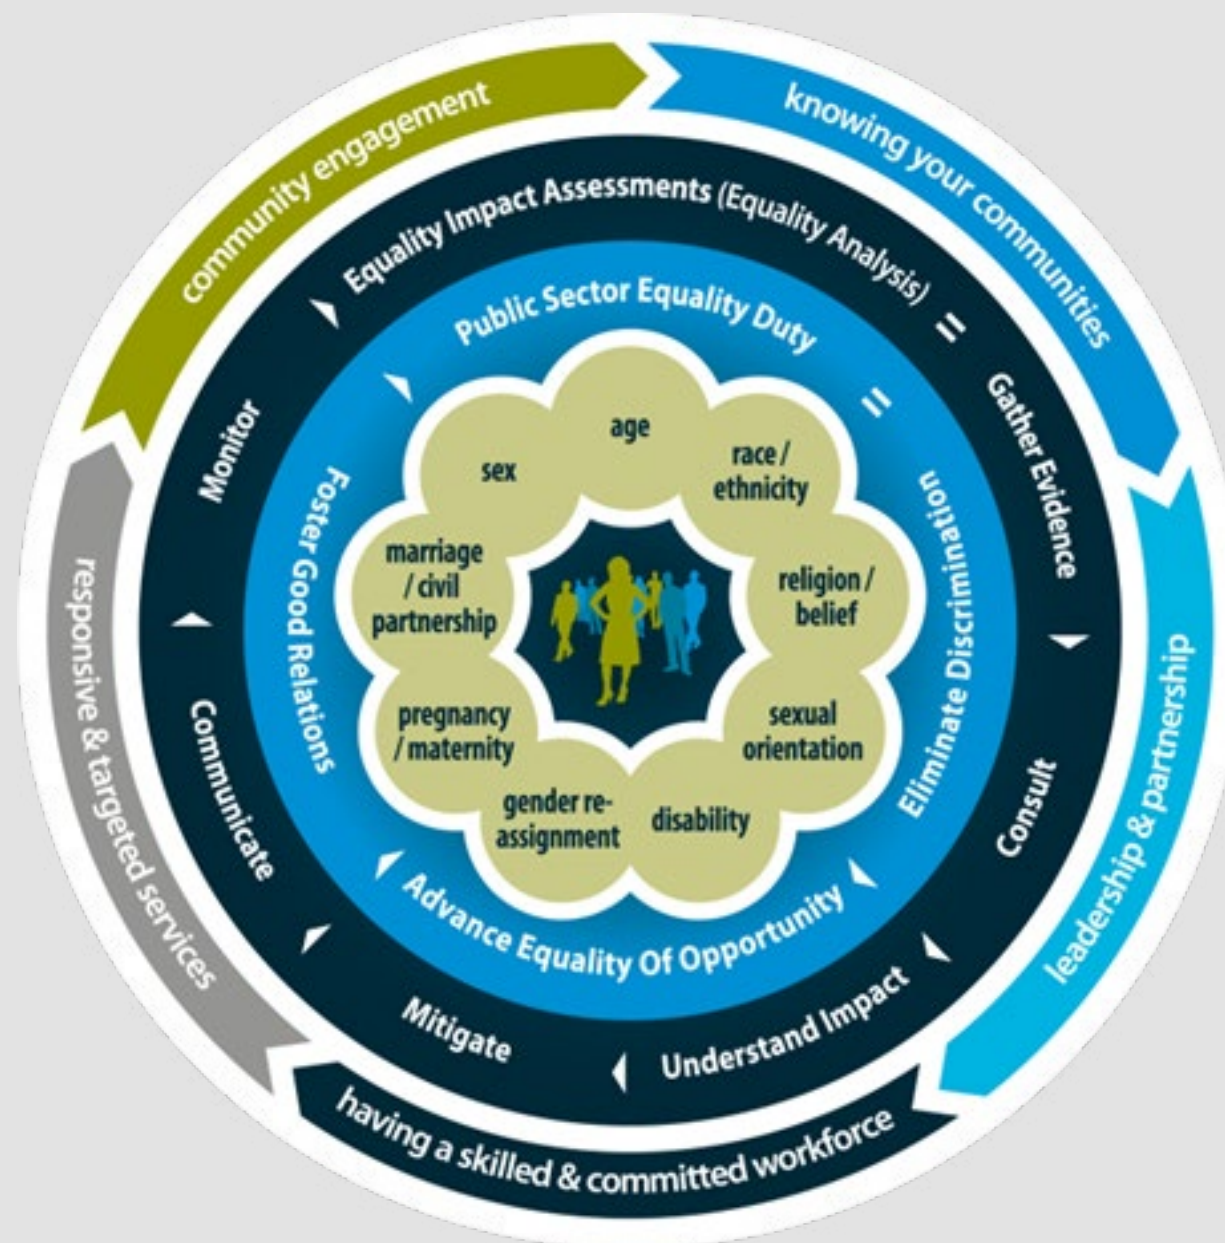 community engagement
knowing your communities
leadership & partnership
having a skilled & committed workforce
responsive & targeted services
Equality Impact Assessments (Equality Analysis) =
Gather Evidence
Consult
Understand Impact
Mitigate
Communicate
Monitor
Public Sector Equality Duty =
Eliminate Discrimination
Advance Equality Of Opportunity
Foster Good Relations
age
race /
ethnicity
religion /
belief
sexual
orientation
disability
gender re-
assignment
pregnancy
/ maternity
marriage
/ civil
partnership
sex